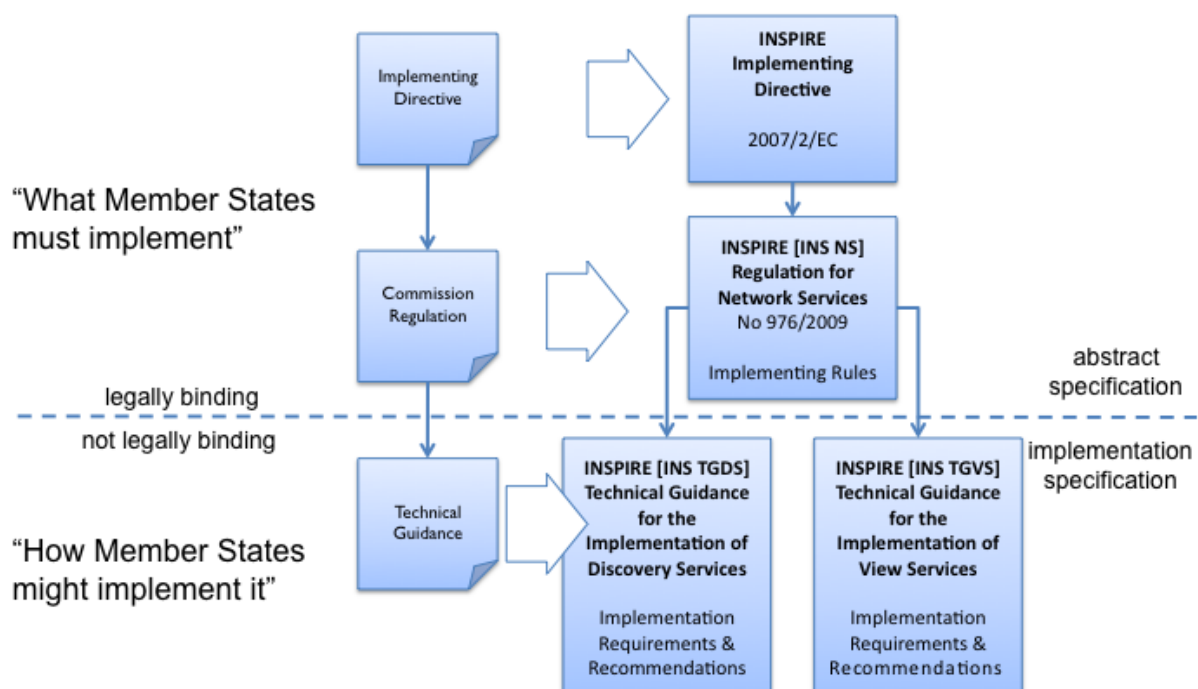 Implementing
Directive
INSPIRE
Implementing
Directive
2007/2/EC
“What Member States
must implement”
Commission
Regulation
INSPIRE [INS NS]
Regulation for
Network Services
No 976/2009
Implementing Rules
abstract
specification
legally binding
not legally binding
implementation
specification
“How Member States
might implement it”
Technical
Guidance
INSPIRE [INS TGDS]
Technical Guidance
for the
Implementation of
Discovery Services
Implementation
Requirements &
Recommendations
INSPIRE [INS TGVS]
Technical Guidance
for the
Implementation of
View Services
Implementation
Requirements &
Recommendations